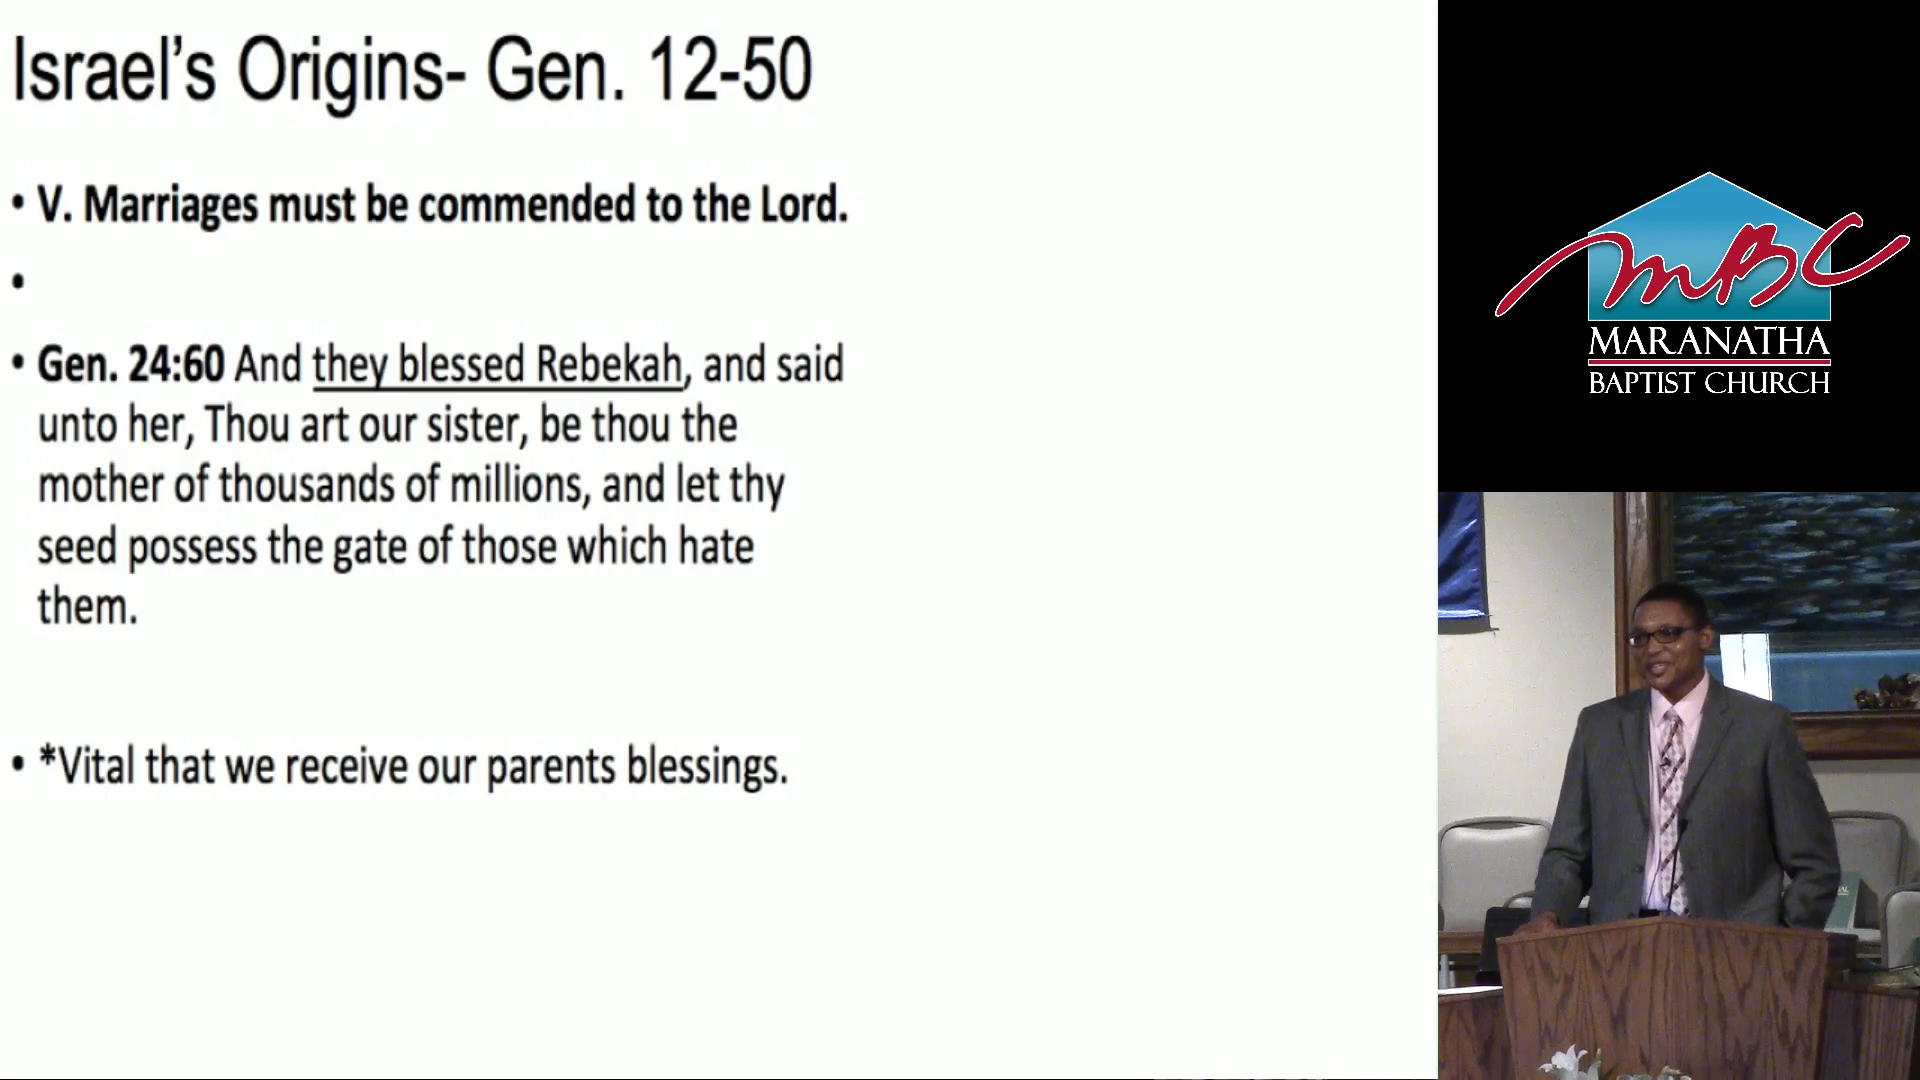 Israel’s Origins- Gen. 12-50
• V. Marriages must be commended to the Lord.
•
• Gen. 24:60 And they blessed Rebekah, and said
unto her, Thou art our sister, be thou the
mother of thousands of millions, and let thy
seed possess the gate of those which hate
them.
• *Vital that we receive our parents blessings.
MBC
MARANATHA
BAPTIST CHURCH